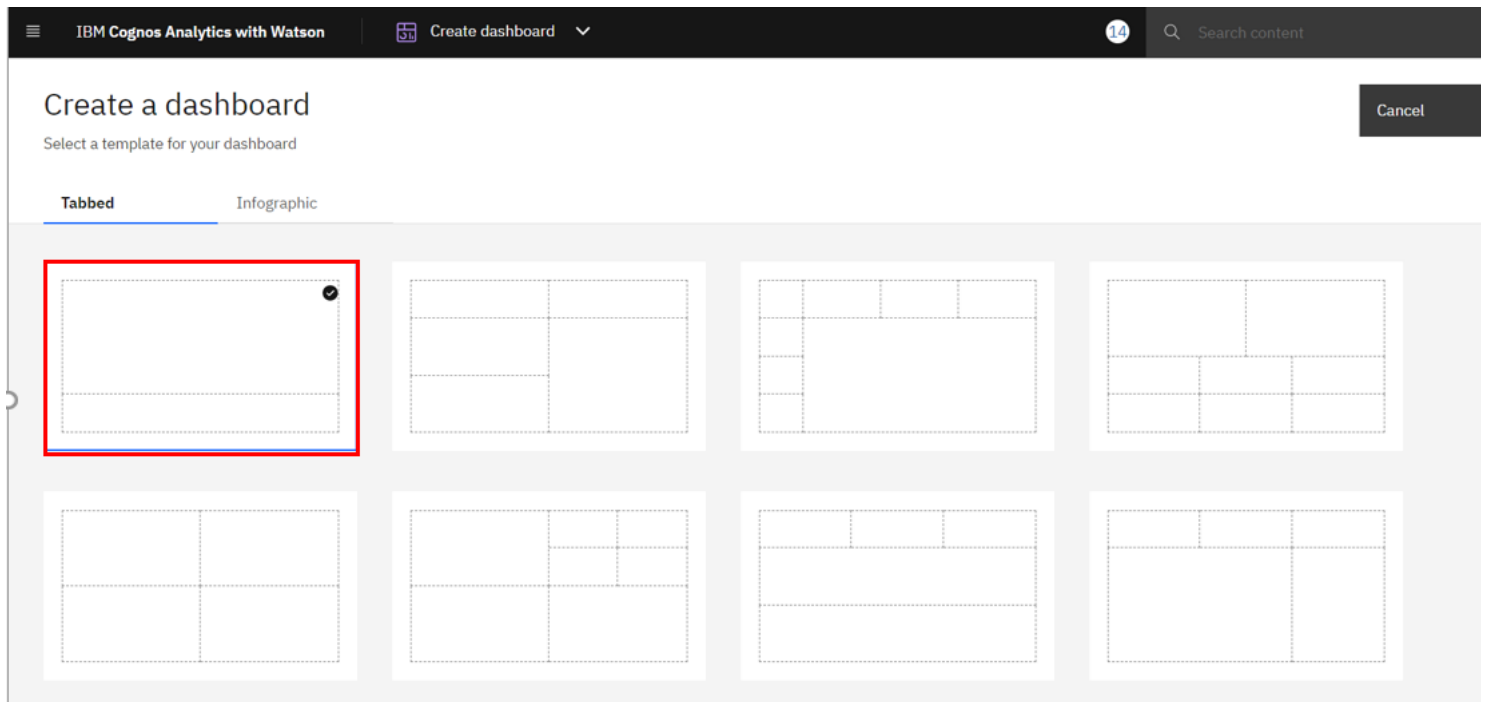 IBM Cognos Analytics with Watson
Create dashboard
14
Search content
Create a dashboard
Cancel
Select a template for your dashboard
Tabbed
Infographic